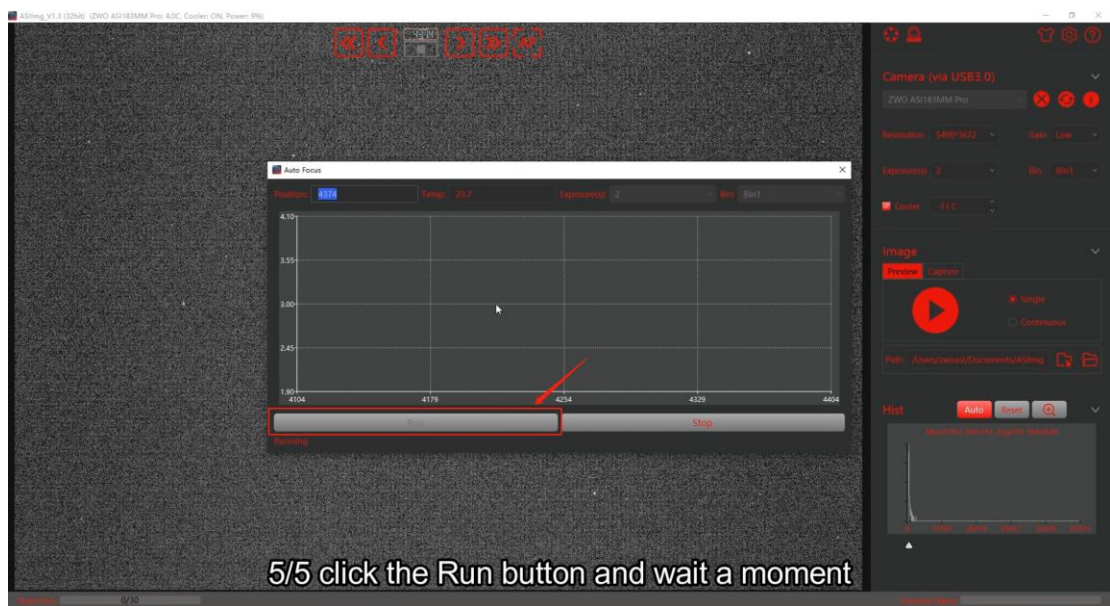 ASIImg_V1.3 (32bit) (ZWO ASI183MM Pro: 4.0C, Cooler: ON, Power: 9%)
4374
AF
Camera (via USB3.0)
ZWO ASI183MM Pro
Resolution 5496*3672 Gain Low
Exposure(s) 2 Bin Bin1
Cooler -11 C
Image
Preview Capture
Single
Continuous
Path /Users/zwoasi/Documents/ASIImg
Hist Auto Reset
Auto Focus
Position: 4374 Temp: 23.7 Exposure(s): 2 Bin: Bin1
4.10
3.55
3.00
2.45
1.90
4104 4179 4254 4329 4404
Run Stop
Running
5/5 click the Run button and wait a moment
0/30